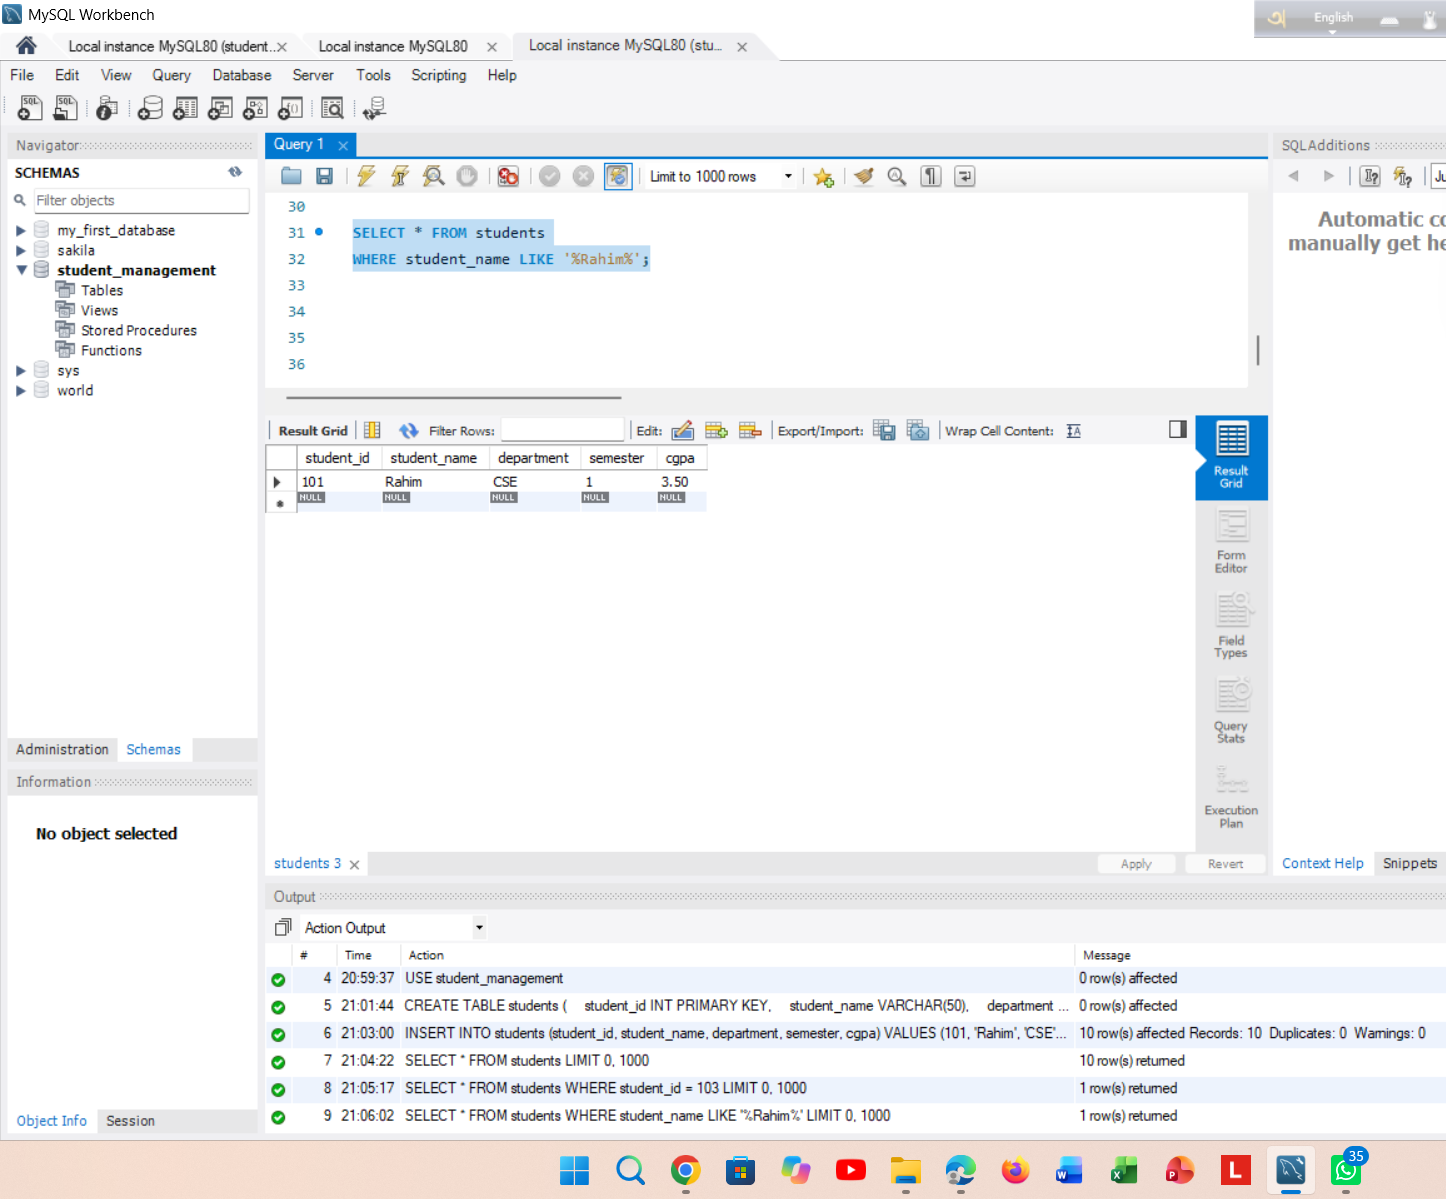 MySQL Workbench
English
Local instance MySQL80 (student...
Local instance MySQL80
Local instance MySQL80 (stu...
File Edit View Query Database Server Tools Scripting Help
Navigator
SCHEMAS
Filter objects
my_first_database
sakila
student_management
Tables
Views
Stored Procedures
Functions
sys
world
Administration Schemas
Information
No object selected
Object Info Session
Query 1
Limit to 1000 rows
30
31 SELECT * FROM students
32 WHERE student_name LIKE '%Rahim%';
33
34
35
36
Result Grid Filter Rows: Edit: Export/Import: Wrap Cell Content:
student_id student_name department semester cgpa
101 Rahim CSE 1 3.50
NULL NULL NULL NULL NULL
Result
Grid
Form
Editor
Field
Types
Query
Stats
Execution
Plan
students 3
Apply Revert
SQLAdditions
Ju
Automatic co
manually get he
Context Help Snippets
Output
Action Output
# Time Action Message
4 20:59:37 USE student_management 0 row(s) affected
5 21:01:44 CREATE TABLE students ( student_id INT PRIMARY KEY, student_name VARCHAR(50), department ... 0 row(s) affected
6 21:03:00 INSERT INTO students (student_id, student_name, department, semester, cgpa) VALUES (101, 'Rahim', 'CSE'... 10 row(s) affected Records: 10 Duplicates: 0 Warnings: 0
7 21:04:22 SELECT * FROM students LIMIT 0, 1000 10 row(s) returned
8 21:05:17 SELECT * FROM students WHERE student_id = 103 LIMIT 0, 1000 1 row(s) returned
9 21:06:02 SELECT * FROM students WHERE student_name LIKE '%Rahim%' LIMIT 0, 1000 1 row(s) returned
35